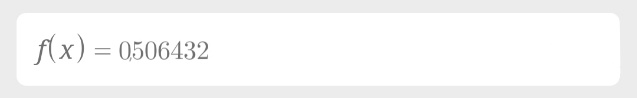 f(x) = 0,506432